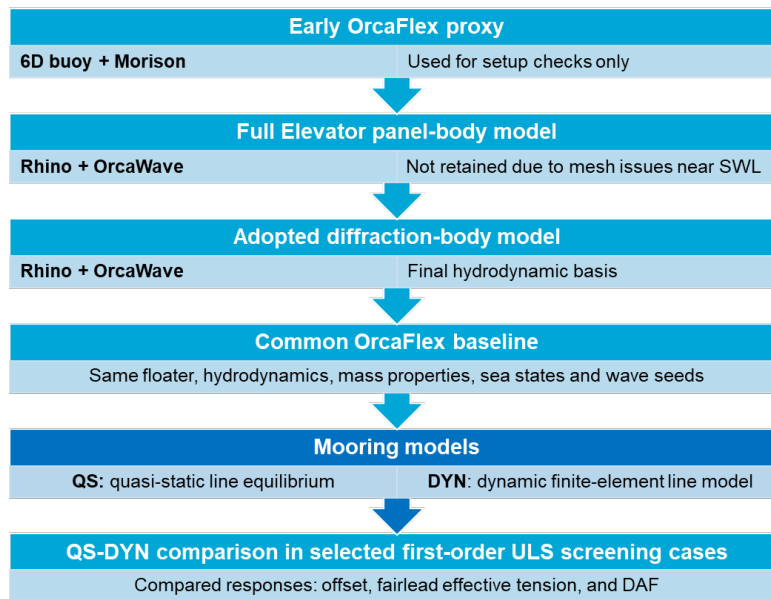 Early OrcaFlex proxy
6D buoy + Morison
Used for setup checks only
Full Elevator panel-body model
Rhino + OrcaWave
Not retained due to mesh issues near SWL
Adopted diffraction-body model
Rhino + OrcaWave
Final hydrodynamic basis
Common OrcaFlex baseline
Same floater, hydrodynamics, mass properties, sea states and wave seeds
Mooring models
QS: quasi-static line equilibrium
DYN: dynamic finite-element line model
QS-DYN comparison in selected first-order ULS screening cases
Compared responses: offset, fairlead effective tension, and DAF